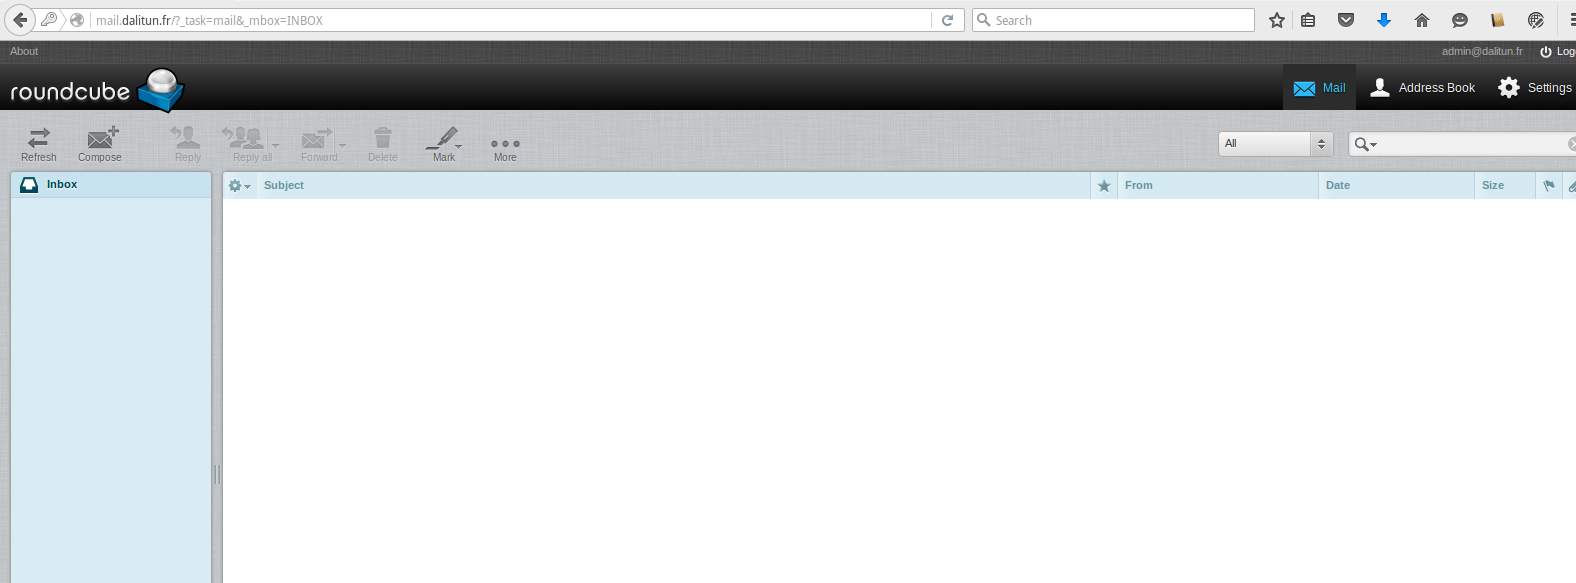 mail.dalitun.fr/?_task=mail&_mbox=INBOX
Search
About
admin@dalitun.fr
Log
roundcube
Mail
Address Book
Settings
Refresh
Compose
Reply
Reply all
Forward
Delete
Mark
More
All
Inbox
Subject
From
Date
Size